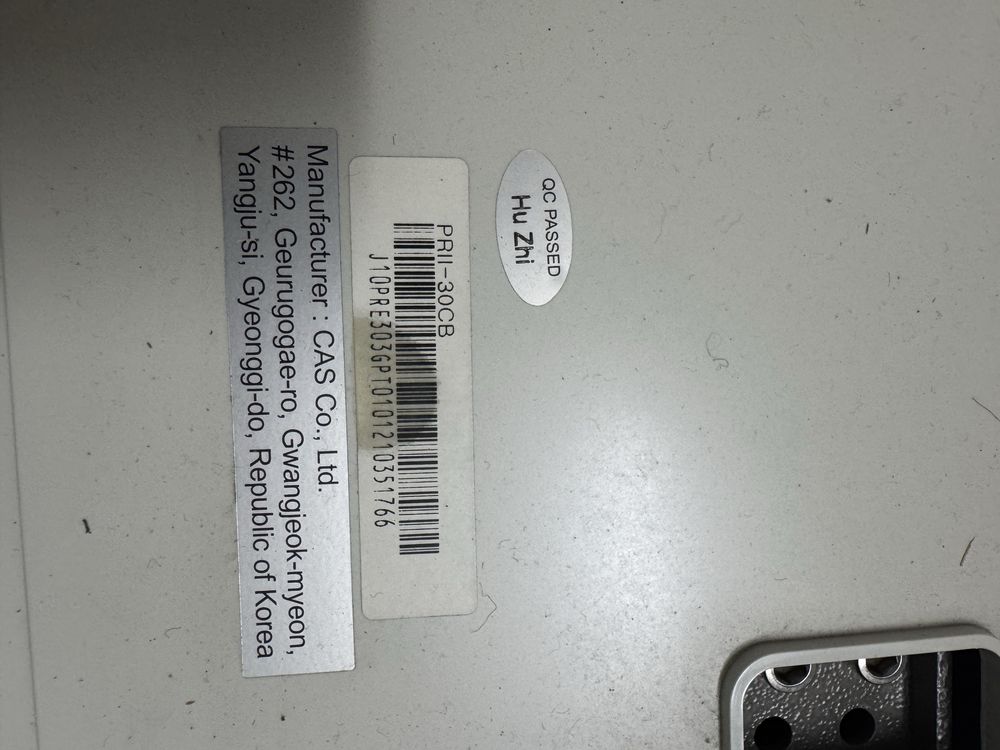 QC PASSED
Hu Zhi
PRII-30CB
J10PRE303GPT0101210351766
Manufacturer : CAS Co., Ltd.
#262, Geurugogae-ro, Gwangjeok-myeon,
Yangju-si, Gyeonggi-do, Republic of Korea